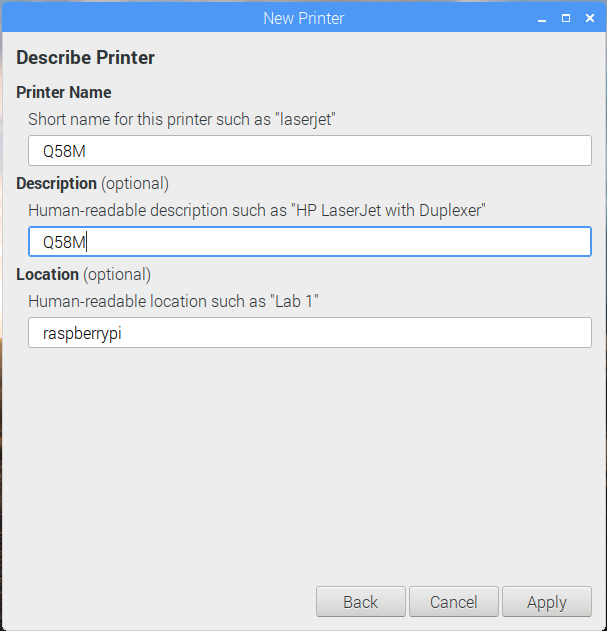 New Printer
Describe Printer
Printer Name
Short name for this printer such as "laserjet"
Q58M
Description (optional)
Human-readable description such as "HP LaserJet with Duplexer"
Q58M
Location (optional)
Human-readable location such as "Lab 1"
raspberrypi
Back Cancel Apply